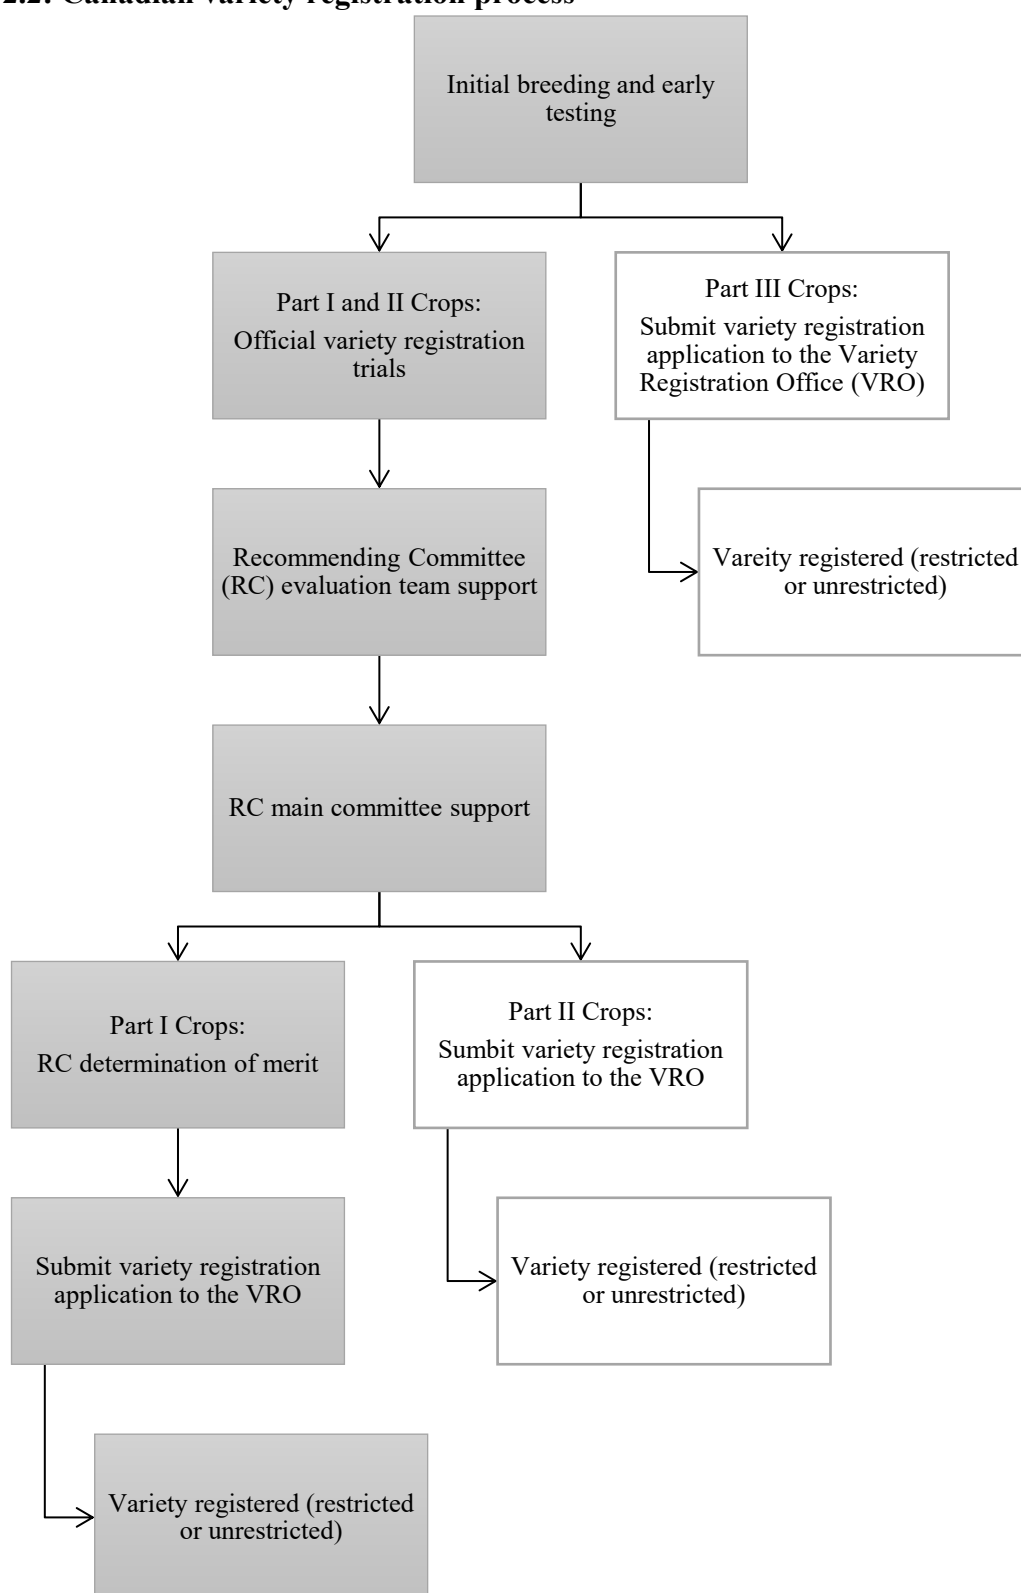 2.2: Canadian variety registration process
Initial breeding and early
testing
Part I and II Crops:
Official variety registration
trials
Part III Crops:
Submit variety registration
application to the Variety
Registration Office (VRO)
Recommending Committee
(RC) evaluation team support
Vareity registered (restricted
or unrestricted)
RC main committee support
Part I Crops:
RC determination of merit
Part II Crops:
Sumbit variety registration
application to the VRO
Submit variety registration
application to the VRO
Variety registered (restricted
or unrestricted)
Variety registered (restricted
or unrestricted)